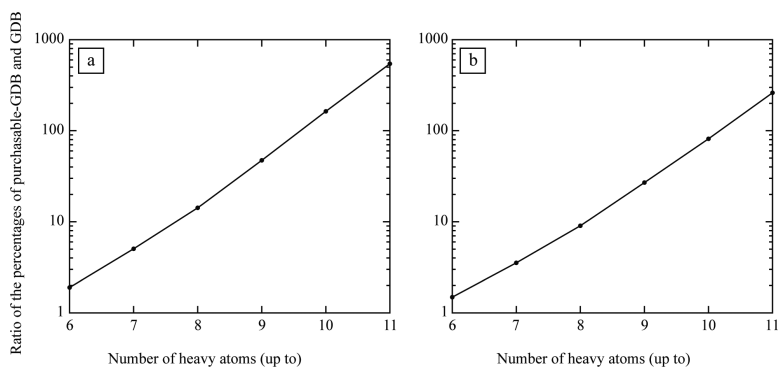 Ratio of the percentages of purchasable-GDB and GDB
1000
100
10
1
a
6 7 8 9 10 11
Number of heavy atoms (up to)
1000
100
10
1
b
6 7 8 9 10 11
Number of heavy atoms (up to)